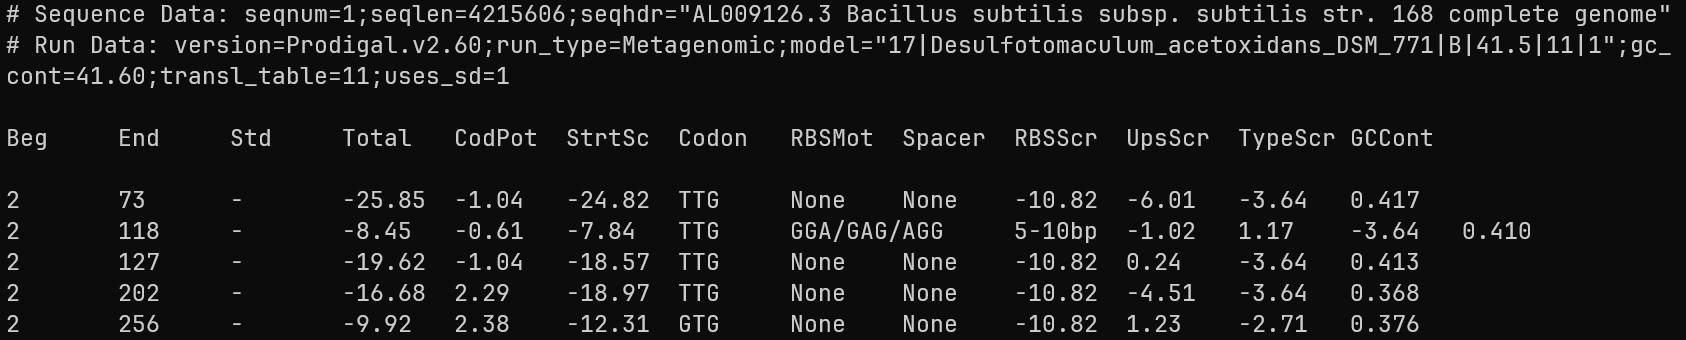 # Sequence Data: seqnum=1;seqlen=4215606;seqhdr="AL009126.3 Bacillus subtilis subsp. subtilis str. 168 complete genome"
# Run Data: version=Prodigal.v2.60;run_type=Metagenomic;model="17|Desulfotomaculum_acetoxidans_DSM_771|B|41.5|11|1";gc_
cont=41.60;transl_table=11;uses_sd=1
Beg End Std Total CodPot StrtSc Codon RBSMot Spacer RBSScr UpsScr TypeScr GCCont
2 73 - -25.85 -1.04 -24.82 TTG None None -10.82 -6.01 -3.64 0.417
2 118 - -8.45 -0.61 -7.84 TTG GGA/GAG/AGG 5-10bp -1.02 1.17 -3.64 0.410
2 127 - -19.62 -1.04 -18.57 TTG None None -10.82 0.24 -3.64 0.413
2 202 - -16.68 2.29 -18.97 TTG None None -10.82 -4.51 -3.64 0.368
2 256 - -9.92 2.38 -12.31 GTG None None -10.82 1.23 -2.71 0.376